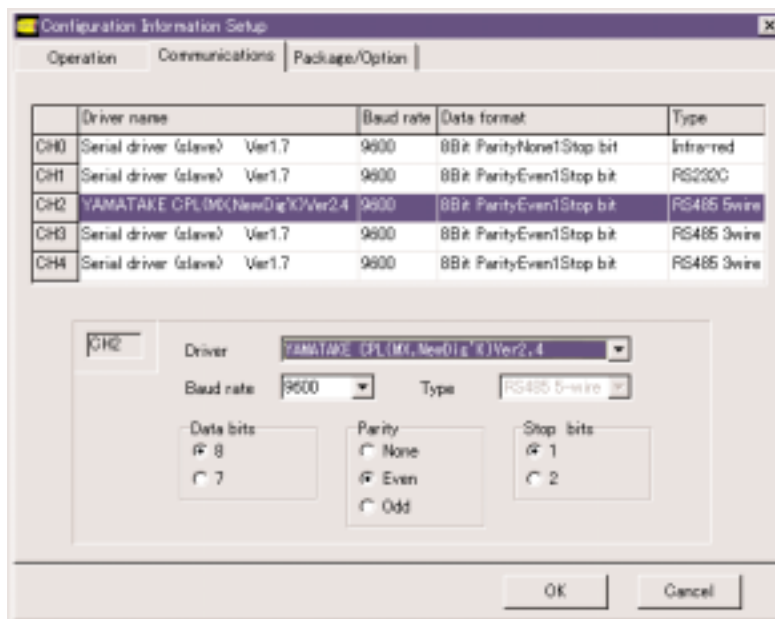 Configuration Information Setup
Operation Communications Package/Option
Driver name Baud rate Data format Type
CH0 Serial driver (slave) Ver1.7 9600 8Bit ParityNone1Stop bit Infra-red
CH1 Serial driver (slave) Ver1.7 9600 8Bit ParityEven1Stop bit RS232C
CH2 YAMATAKE CPL(MX,NewDig'K)Ver2.4 9600 8Bit ParityEven1Stop bit RS485 5wire
CH3 Serial driver (slave) Ver1.7 9600 8Bit ParityEven1Stop bit RS485 3wire
CH4 Serial driver (slave) Ver1.7 9600 8Bit ParityEven1Stop bit RS485 3wire
CH2
Driver YAMATAKE CPL(MX,NewDig'K)Ver2.4
Baud rate 9600 Type RS485 5-wire
Data bits Parity Stop bits
8 None 1
7 Even 2
Odd
OK Cancel